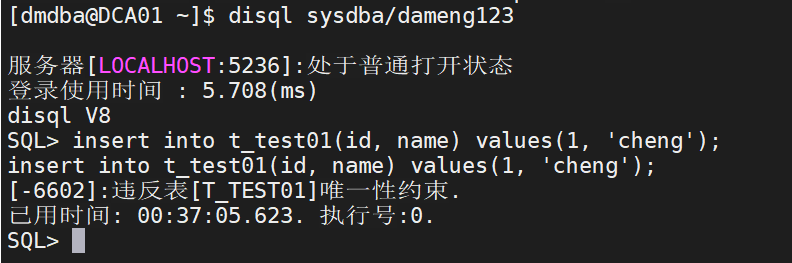 [dmdba@DCA01 ~]$ disql sysdba/dameng123
服务器[LOCALHOST:5236]:处于普通打开状态
登录使用时间 : 5.708(ms)
disql V8
SQL> insert into t_test01(id, name) values(1, 'cheng');
insert into t_test01(id, name) values(1, 'cheng');
[-6602]:违反表[T_TEST01]唯一性约束.
已用时间: 00:37:05.623. 执行号:0.
SQL>